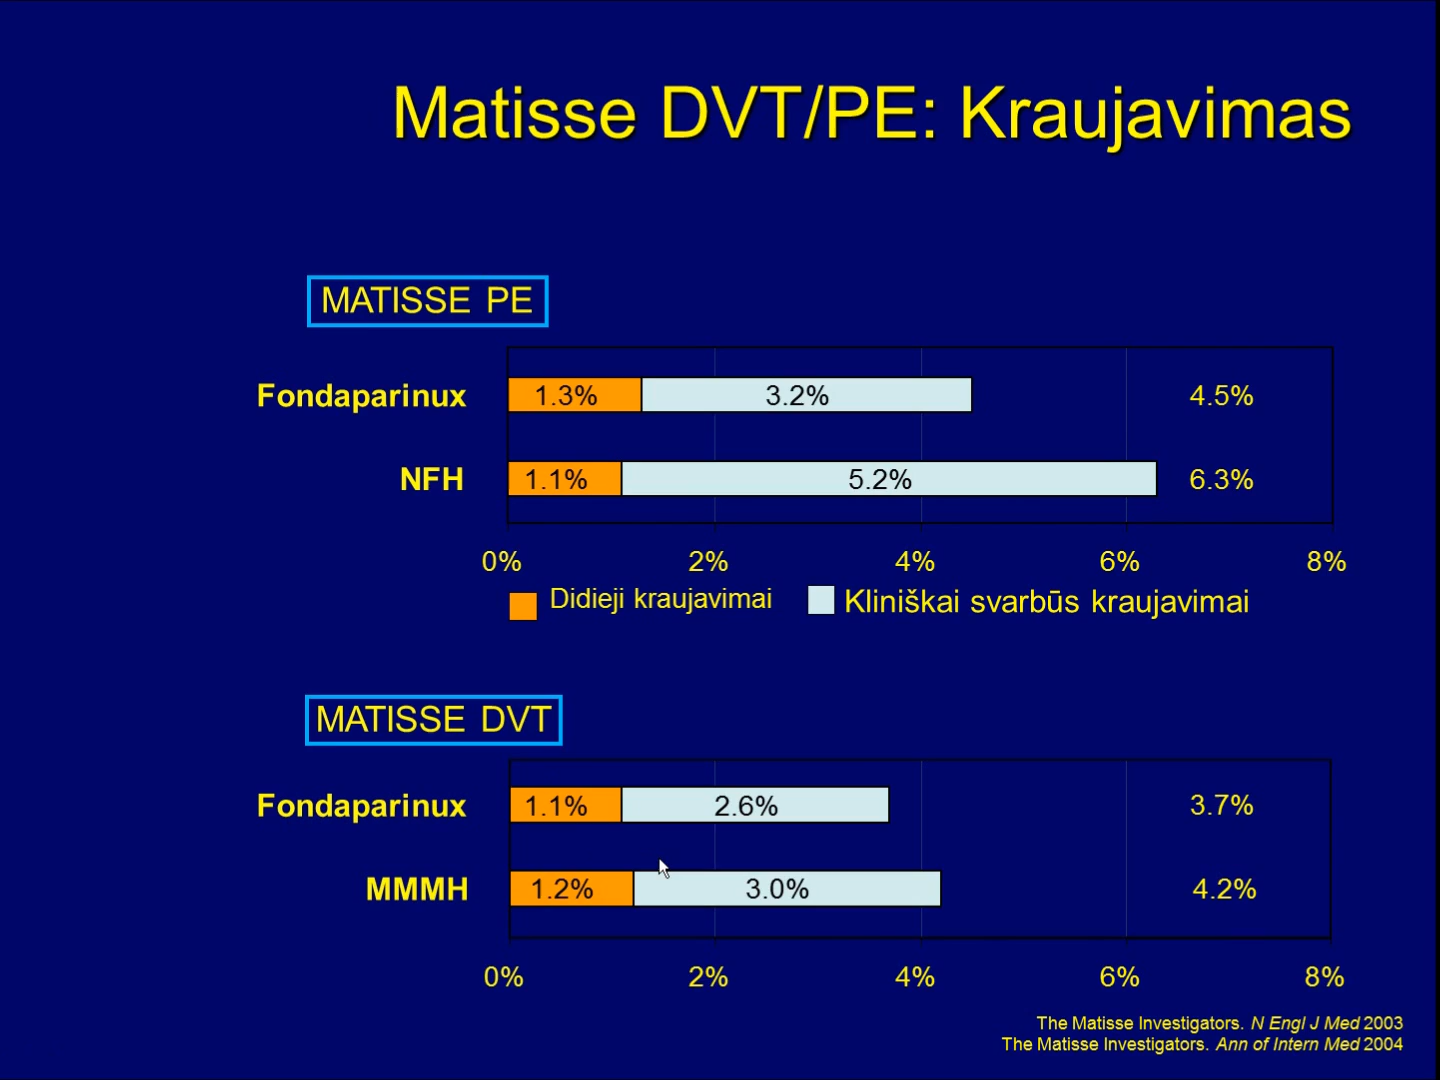 Matisse DVT/PE: Kraujavimas
MATISSE PE
Fondaparinux 1.3% 3.2% 4.5%
NFH 1.1% 5.2% 6.3%
0% 2% 4% 6% 8%
Didieji kraujavimai Kliniškai svarbūs kraujavimai
MATISSE DVT
Fondaparinux 1.1% 2.6% 3.7%
MMMH 1.2% 3.0% 4.2%
0% 2% 4% 6% 8%
The Matisse Investigators. N Engl J Med 2003
The Matisse Investigators. Ann of Intern Med 2004